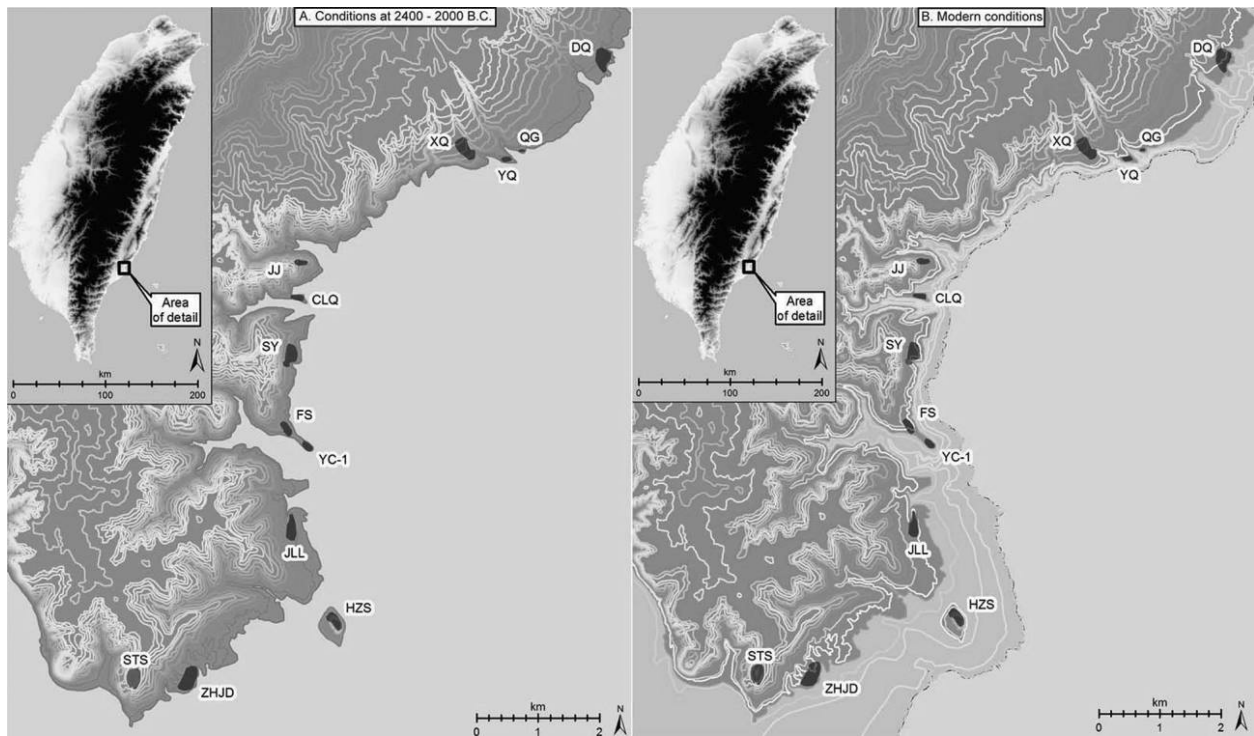 A. Conditions at 2400 - 2000 B.C.
DQ
XQ
QG
YQ
JJ
CLQ
Area
of detail
N
km
0 100 200
SY
FS
YC-1
JLL
HZS
STS
ZHJD
km
0 1 2
N
B. Modern conditions
DQ
XQ
QG
YQ
JJ
CLQ
Area
of detail
N
km
0 100 200
SY
FS
YC-1
JLL
HZS
STS
ZHJD
km
0 1 2
N